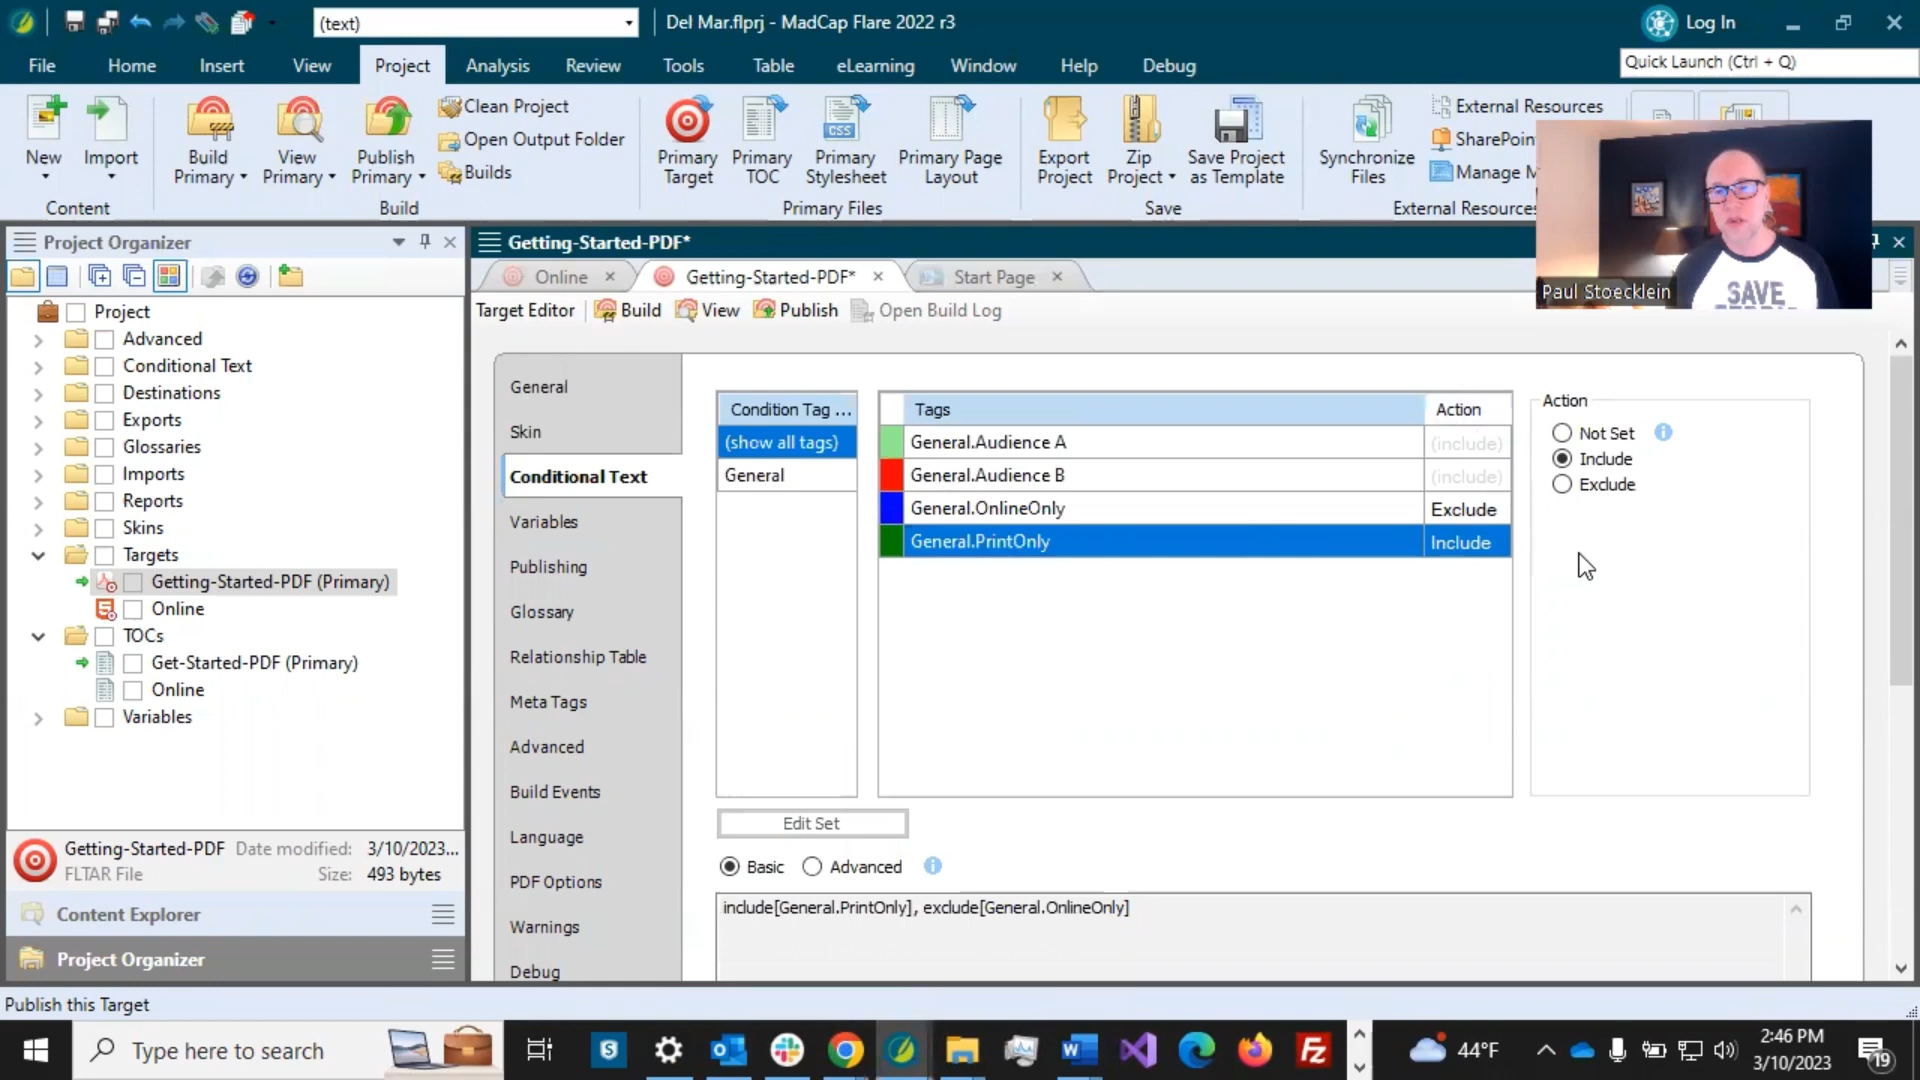 (text)
Del Mar.flprj - MadCap Flare 2022 r3
Log In
File Home Insert View Project Analysis Review Tools Table eLearning Window Help Debug
Quick Launch (Ctrl + Q)
New
Import
Content
Build Primary
View Primary
Publish Primary
Clean Project
Open Output Folder
Builds
Build
Primary Target
Primary TOC
CSS
Primary Stylesheet
Primary Page Layout
Primary Files
Export Project
Zip Project
Save Project as Template
Save
Synchronize Files
External Resources
SharePoin
Manage M
External Resources
Paul Stoecklein
SAVE
Project Organizer
Project
Advanced
Conditional Text
Destinations
Exports
Glossaries
Imports
Reports
Skins
Targets
Getting-Started-PDF (Primary)
Online
TOCs
Get-Started-PDF (Primary)
Online
Variables
Getting-Started-PDF Date modified: 3/10/2023...
FLTAR File Size: 493 bytes
Content Explorer
Project Organizer
Getting-Started-PDF*
Online
Getting-Started-PDF*
Start Page
Target Editor Build View Publish Open Build Log
General
Skin
Conditional Text
Variables
Publishing
Glossary
Relationship Table
Meta Tags
Advanced
Build Events
Language
PDF Options
Warnings
Debug
Condition Tag ...
(show all tags)
General
Tags Action
General.Audience A (include)
General.Audience B (include)
General.OnlineOnly Exclude
General.PrintOnly Include
Action
Not Set
Include
Exclude
Edit Set
Basic Advanced
include[General.PrintOnly], exclude[General.OnlineOnly]
Publish this Target
Type here to search
44°F
2:46 PM
3/10/2023
19